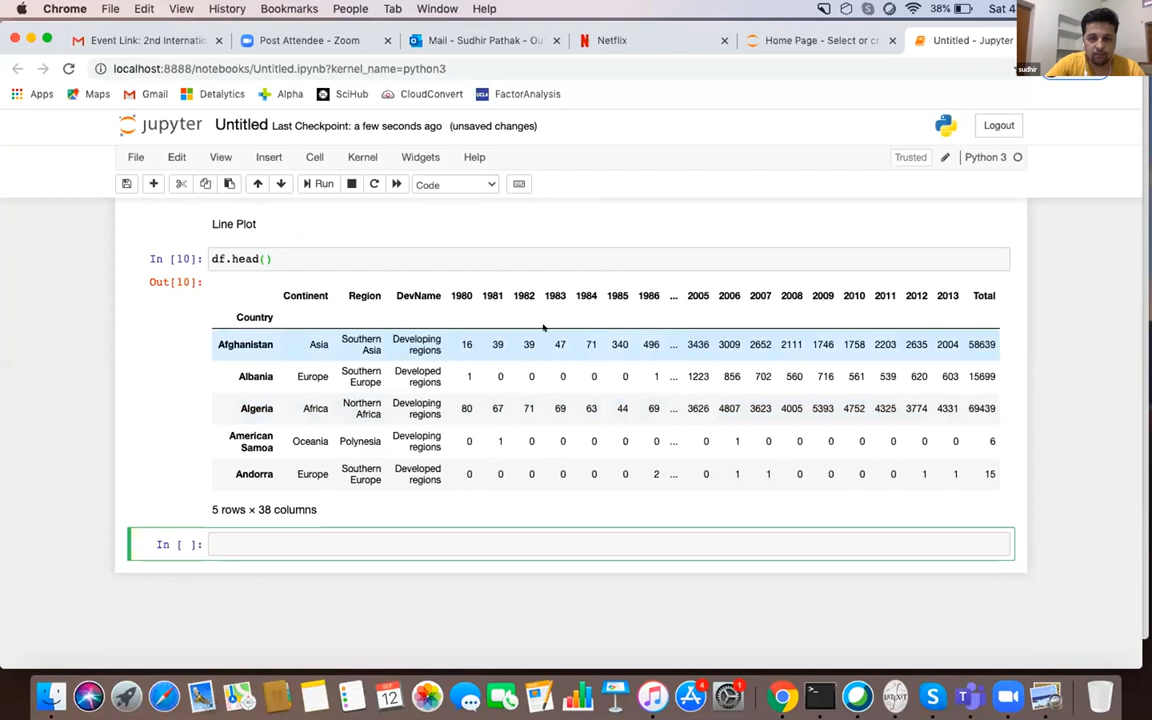 Chrome File Edit View History Bookmarks People Tab Window Help 38% Sat 4
Event Link: 2nd Internatio Post Attendee - Zoom Mail - Sudhir Pathak - Ou Netflix Home Page - Select or c Untitled - Jupyter
localhost:8888/notebooks/Untitled.ipynb?kernel_name=python3
sudhir
Apps Maps Gmail Detalytics Alpha SciHub CloudConvert UCLA FactorAnalysis
jupyter Untitled Last Checkpoint: a few seconds ago (unsaved changes) Logout
File Edit View Insert Cell Kernel Widgets Help Trusted Python 3
Run Code
Line Plot
In [10]: df.head()
Out[10]:
Continent Region DevName 1980 1981 1982 1983 1984 1985 1986 ... 2005 2006 2007 2008 2009 2010 2011 2012 2013 Total
Country
Afghanistan Asia Southern Asia Developing regions 16 39 39 47 71 340 496 ... 3436 3009 2652 2111 1746 1758 2203 2635 2004 58639
Albania Europe Southern Europe Developed regions 1 0 0 0 0 0 1 ... 1223 856 702 560 716 561 539 620 603 15699
Algeria Africa Northern Africa Developing regions 80 67 71 69 63 44 69 ... 3626 4807 3623 4005 5393 4752 4325 3774 4331 69439
American Samoa Oceania Polynesia Developing regions 0 1 0 0 0 0 0 ... 0 1 0 0 0 0 0 0 0 6
Andorra Europe Southern Europe Developed regions 0 0 0 0 0 0 2 ... 0 1 1 0 0 0 0 1 1 15
5 rows × 38 columns
In [ ]:
SEP 12 4 1